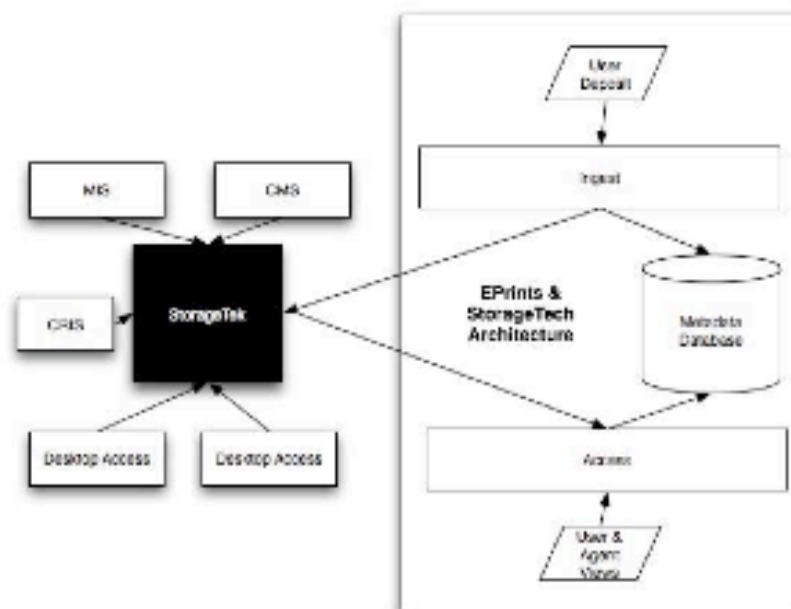 User
Deposit
Ingest
MIS
CMS
StorageTek
CRIS
EPrints &
StorageTech
Architecture
Metadata
Database
Desktop Access
Desktop Access
Access
User &
Agent
Views